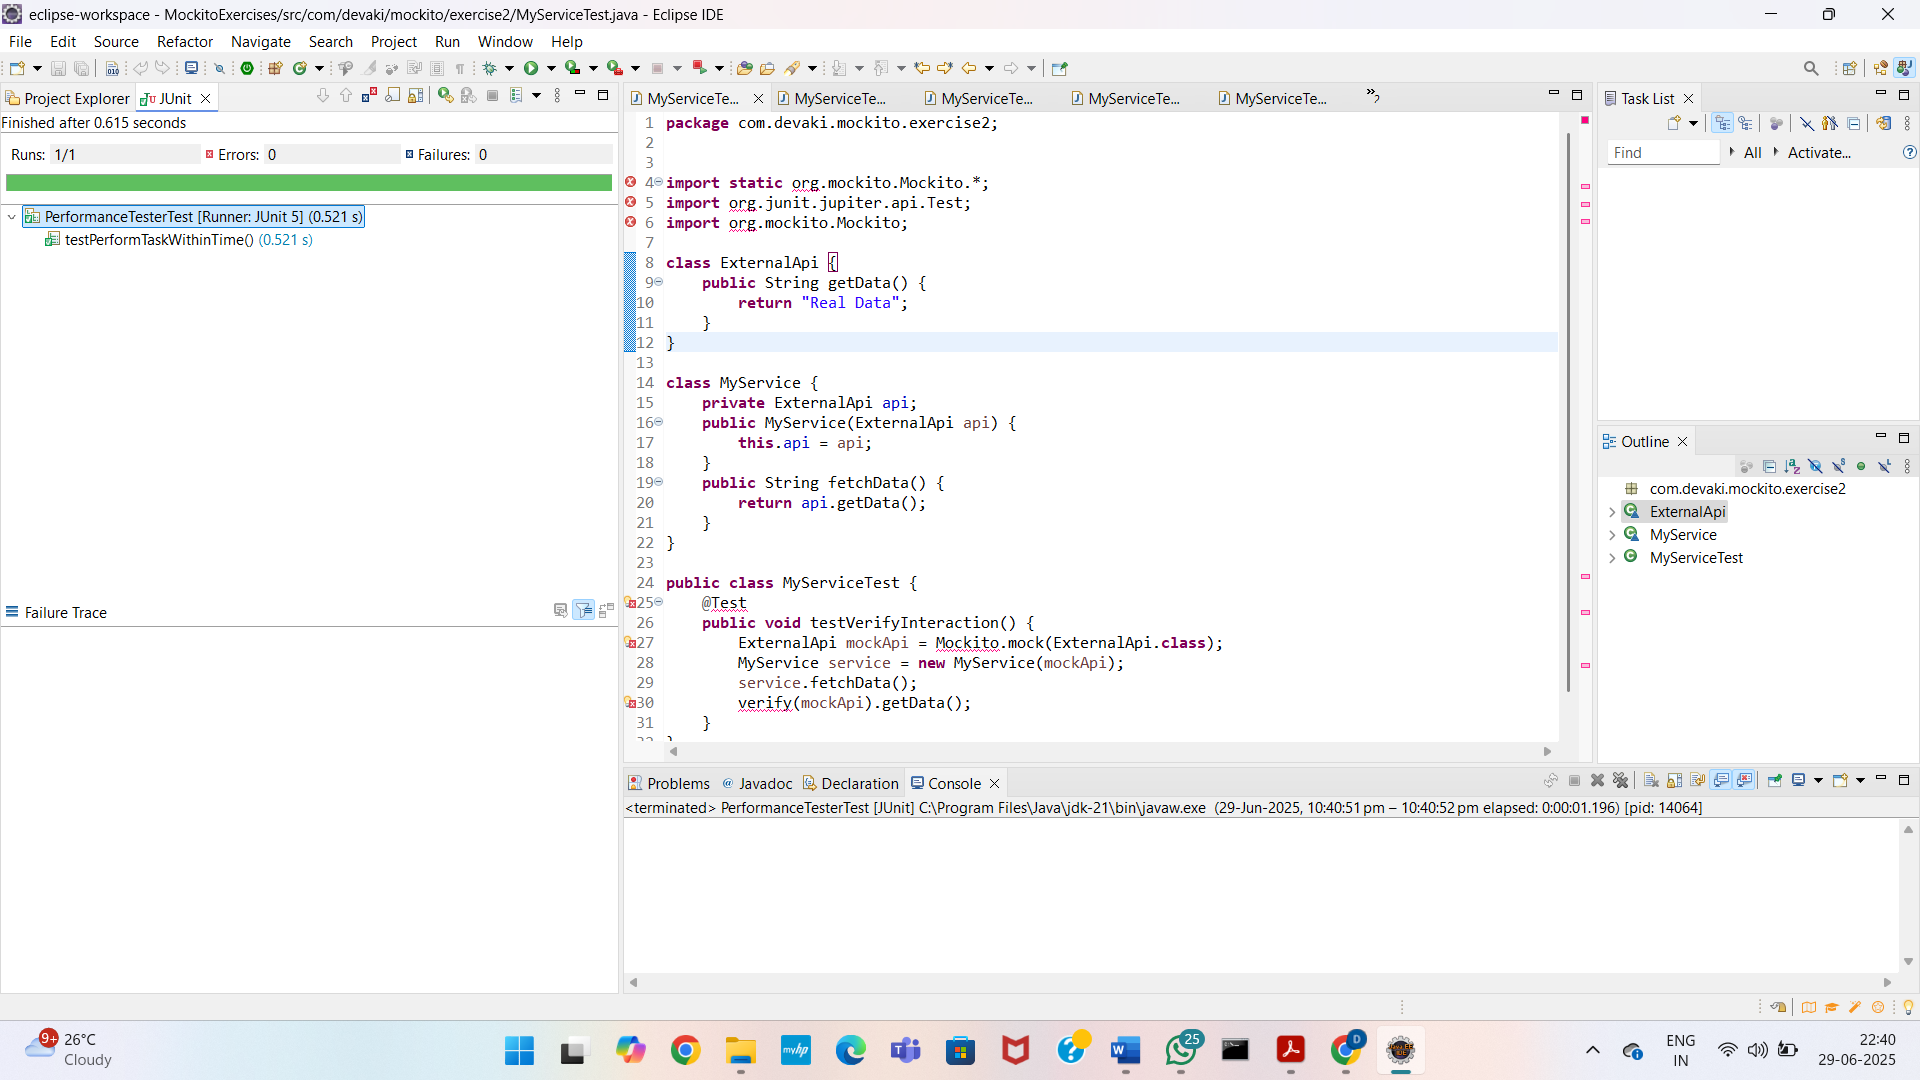 eclipse-workspace - MockitoExercises/src/com/devaki/mockito/exercise2/MyServiceTest.java - Eclipse IDE
File Edit Source Refactor Navigate Search Project Run Window Help
Project Explorer JUnit
Finished after 0.615 seconds
Runs: 1/1 Errors: 0 Failures: 0
PerformanceTesterTest [Runner: JUnit 5] (0.521 s)
testPerformTaskWithinTime() (0.521 s)
Failure Trace
MyServiceTe... MyServiceTe... MyServiceTe... MyServiceTe... MyServiceTe... »2
1 package com.devaki.mockito.exercise2;
2
3
4 import static org.mockito.Mockito.*;
5 import org.junit.jupiter.api.Test;
6 import org.mockito.Mockito;
7
8 class ExternalApi {
9 public String getData() {
10 return "Real Data";
11 }
12 }
13
14 class MyService {
15 private ExternalApi api;
16 public MyService(ExternalApi api) {
17 this.api = api;
18 }
19 public String fetchData() {
20 return api.getData();
21 }
22 }
23
24 public class MyServiceTest {
25 @Test
26 public void testVerifyInteraction() {
27 ExternalApi mockApi = Mockito.mock(ExternalApi.class);
28 MyService service = new MyService(mockApi);
29 service.fetchData();
30 verify(mockApi).getData();
31 }
Task List
Find All Activate...
Outline
com.devaki.mockito.exercise2
ExternalApi
MyService
MyServiceTest
Problems @ Javadoc Declaration Console
<terminated> PerformanceTesterTest [JUnit] C:\Program Files\Java\jdk-21\bin\javaw.exe (29-Jun-2025, 10:40:51 pm – 10:40:52 pm elapsed: 0:00:01.196) [pid: 14064]
9+ 26°C
Cloudy
myhp
25
D
ENG
IN
22:40
29-06-2025